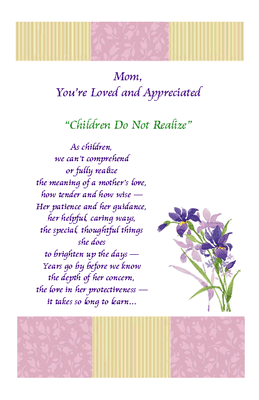 Mom,
You're Loved and Appreciated
“Children Do Not Realize”
As children,
we can't comprehend
or fully realize
the meaning of a mother's love,
how tender and how wise —
Her patience and her guidance,
her helpful, caring ways,
the special, thoughtful things
she does
to brighten up the days —
Years go by before we know
the depth of her concern,
the love in her protectiveness —
it takes so long to learn...